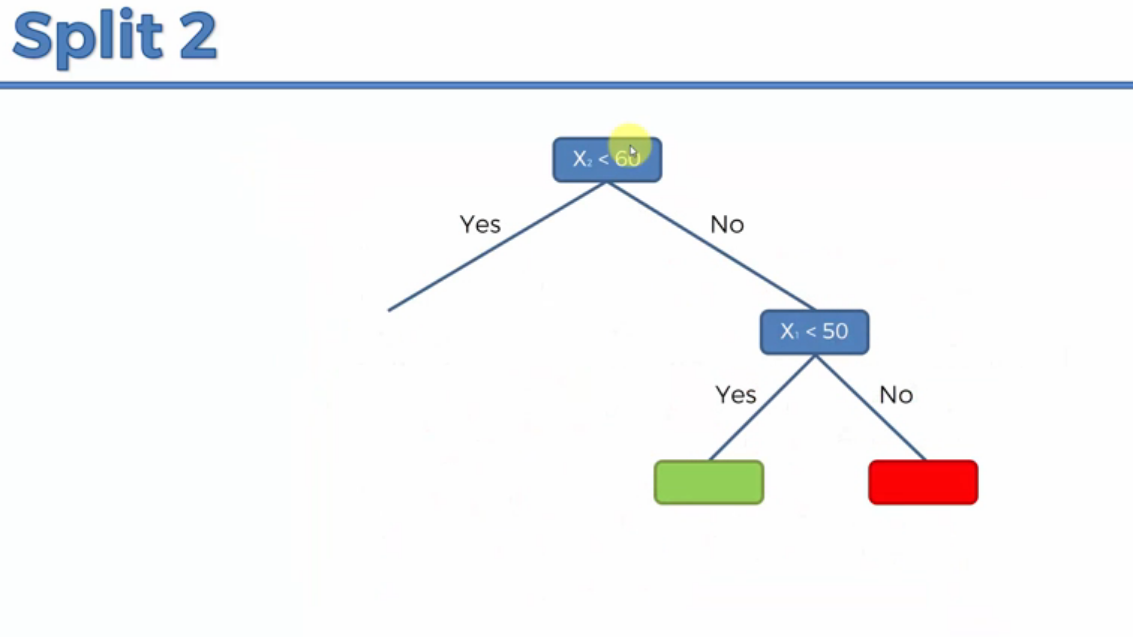 Split 2
X₂ < 60
Yes
No
X₁ < 50
Yes
No